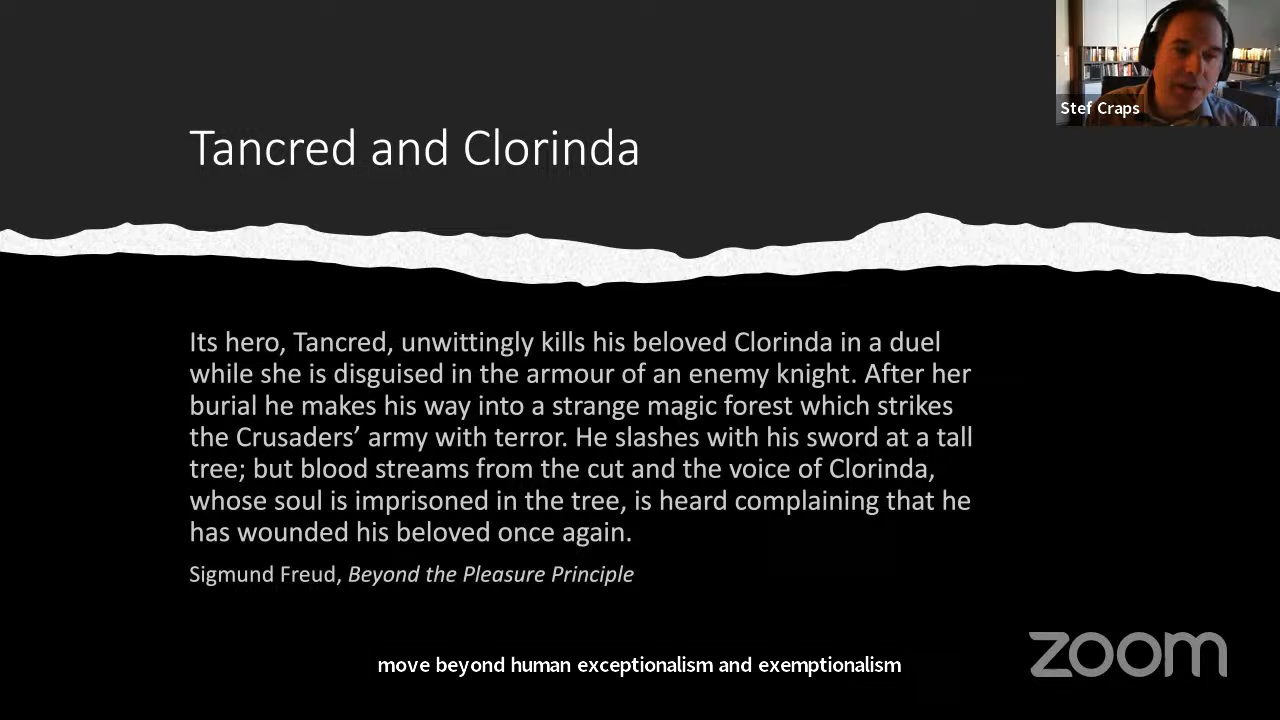 Stef Craps
Tancred and Clorinda
Its hero, Tancred, unwittingly kills his beloved Clorinda in a duel
while she is disguised in the armour of an enemy knight. After her
burial he makes his way into a strange magic forest which strikes
the Crusaders’ army with terror. He slashes with his sword at a tall
tree; but blood streams from the cut and the voice of Clorinda,
whose soul is imprisoned in the tree, is heard complaining that he
has wounded his beloved once again.
Sigmund Freud, Beyond the Pleasure Principle
move beyond human exceptionalism and exemptionalism
zoom